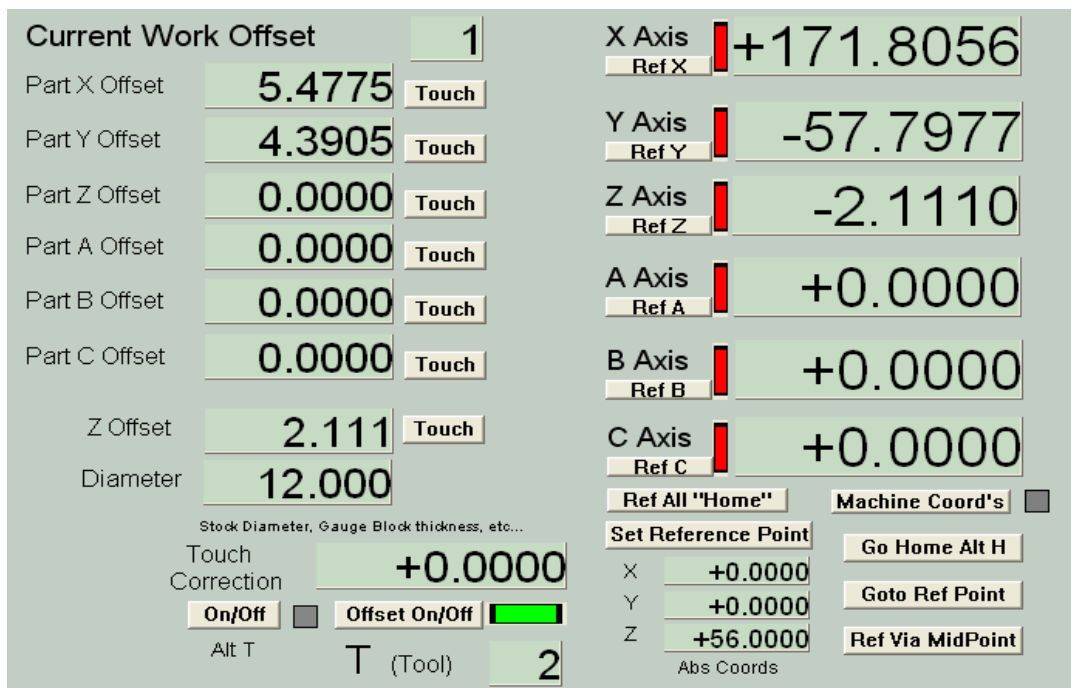 Current Work Offset 1
Part X Offset 5.4775 Touch
Part Y Offset 4.3905 Touch
Part Z Offset 0.0000 Touch
Part A Offset 0.0000 Touch
Part B Offset 0.0000 Touch
Part C Offset 0.0000 Touch
Z Offset 2.111 Touch
Diameter 12.000
Stock Diameter, Gauge Block thickness, etc...
Touch
Correction +0.0000
On/Off Offset On/Off
Alt T
T (Tool) 2
X Axis +171.8056
Ref X
Y Axis -57.7977
Ref Y
Z Axis -2.1110
Ref Z
A Axis +0.0000
Ref A
B Axis +0.0000
Ref B
C Axis +0.0000
Ref C
Ref All "Home" Machine Coord's
Set Reference Point
Go Home Alt H
X +0.0000
Y +0.0000
Goto Ref Point
Z +56.0000
Ref Via MidPoint
Abs Coords